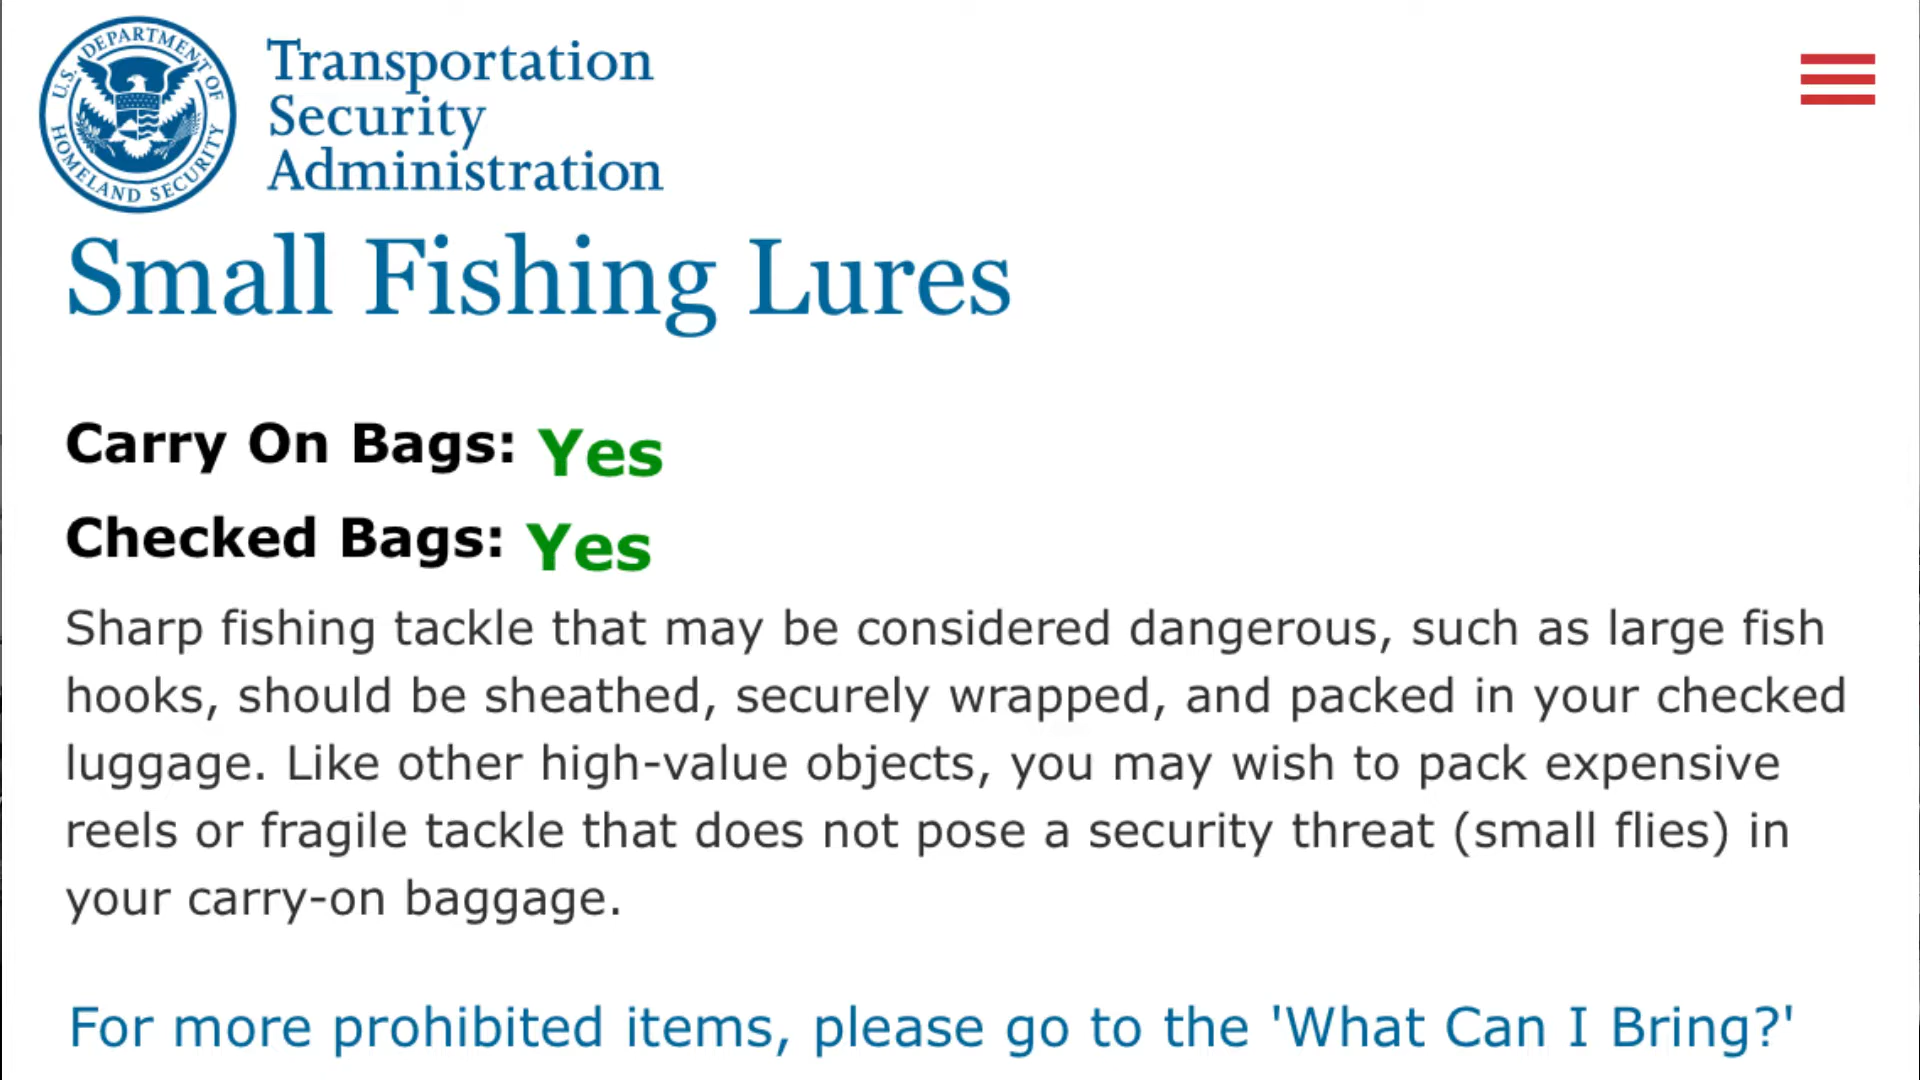 U.S. DEPARTMENT OF
HOMELAND SECURITY
Transportation
Security
Administration
Small Fishing Lures
Carry On Bags: Yes
Checked Bags: Yes
Sharp fishing tackle that may be considered dangerous, such as large fish
hooks, should be sheathed, securely wrapped, and packed in your checked
luggage. Like other high-value objects, you may wish to pack expensive
reels or fragile tackle that does not pose a security threat (small flies) in
your carry-on baggage.
For more prohibited items, please go to the 'What Can I Bring?'